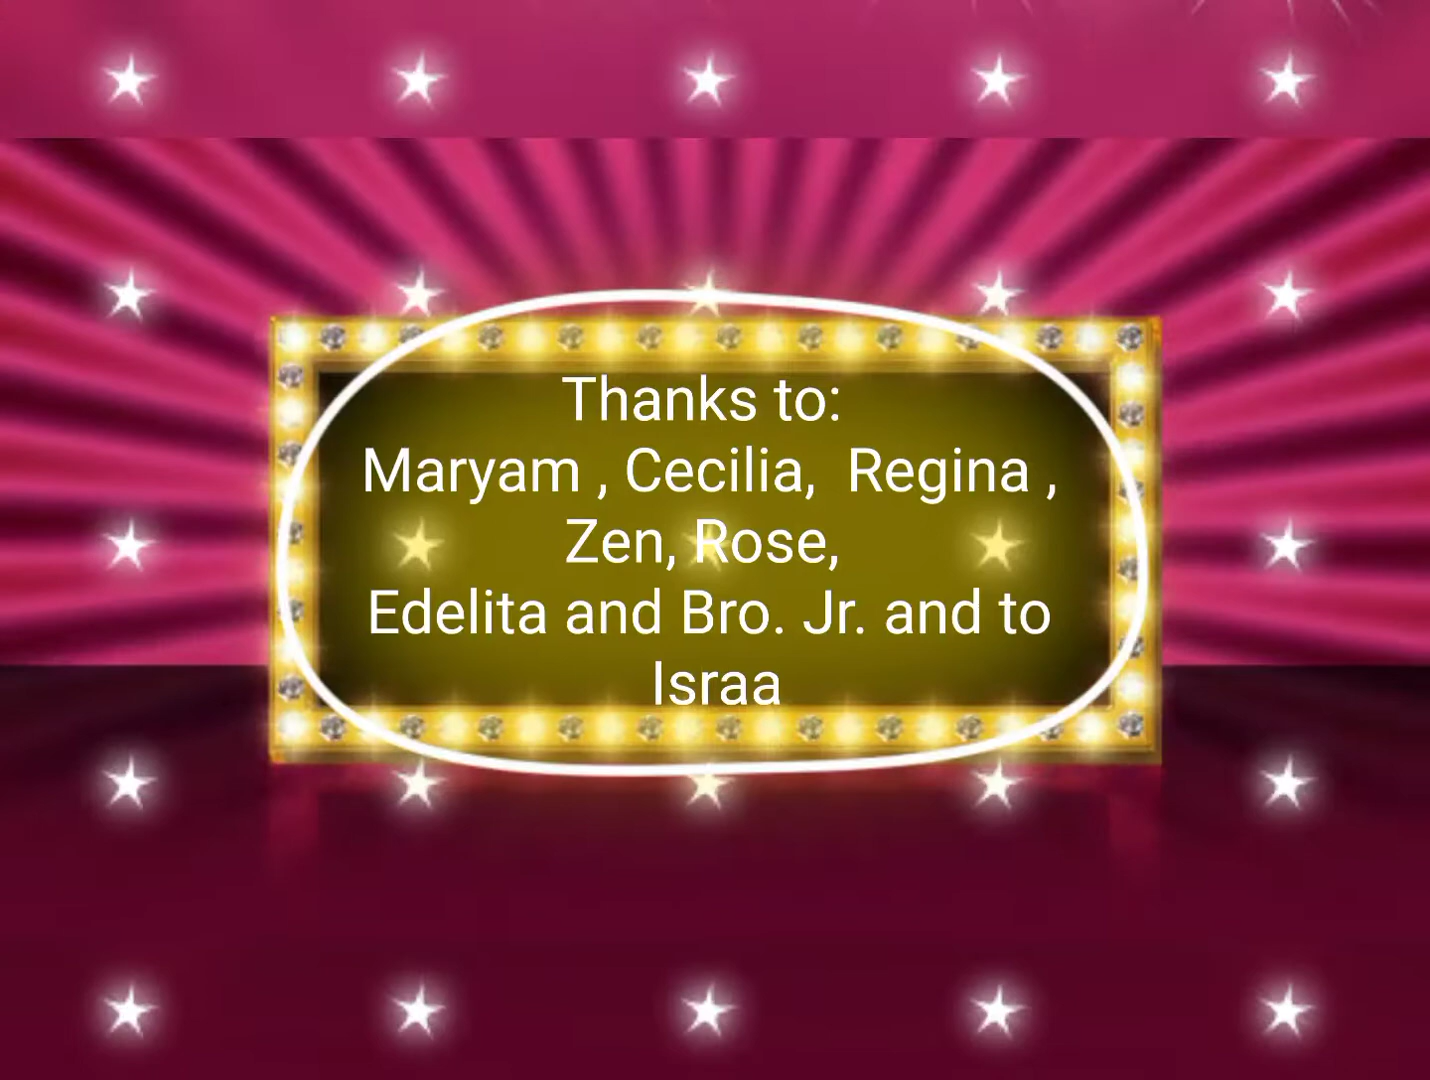 Thanks to:
Maryam , Cecilia,  Regina ,
Zen, Rose,
Edelita and Bro. Jr. and to
Israa